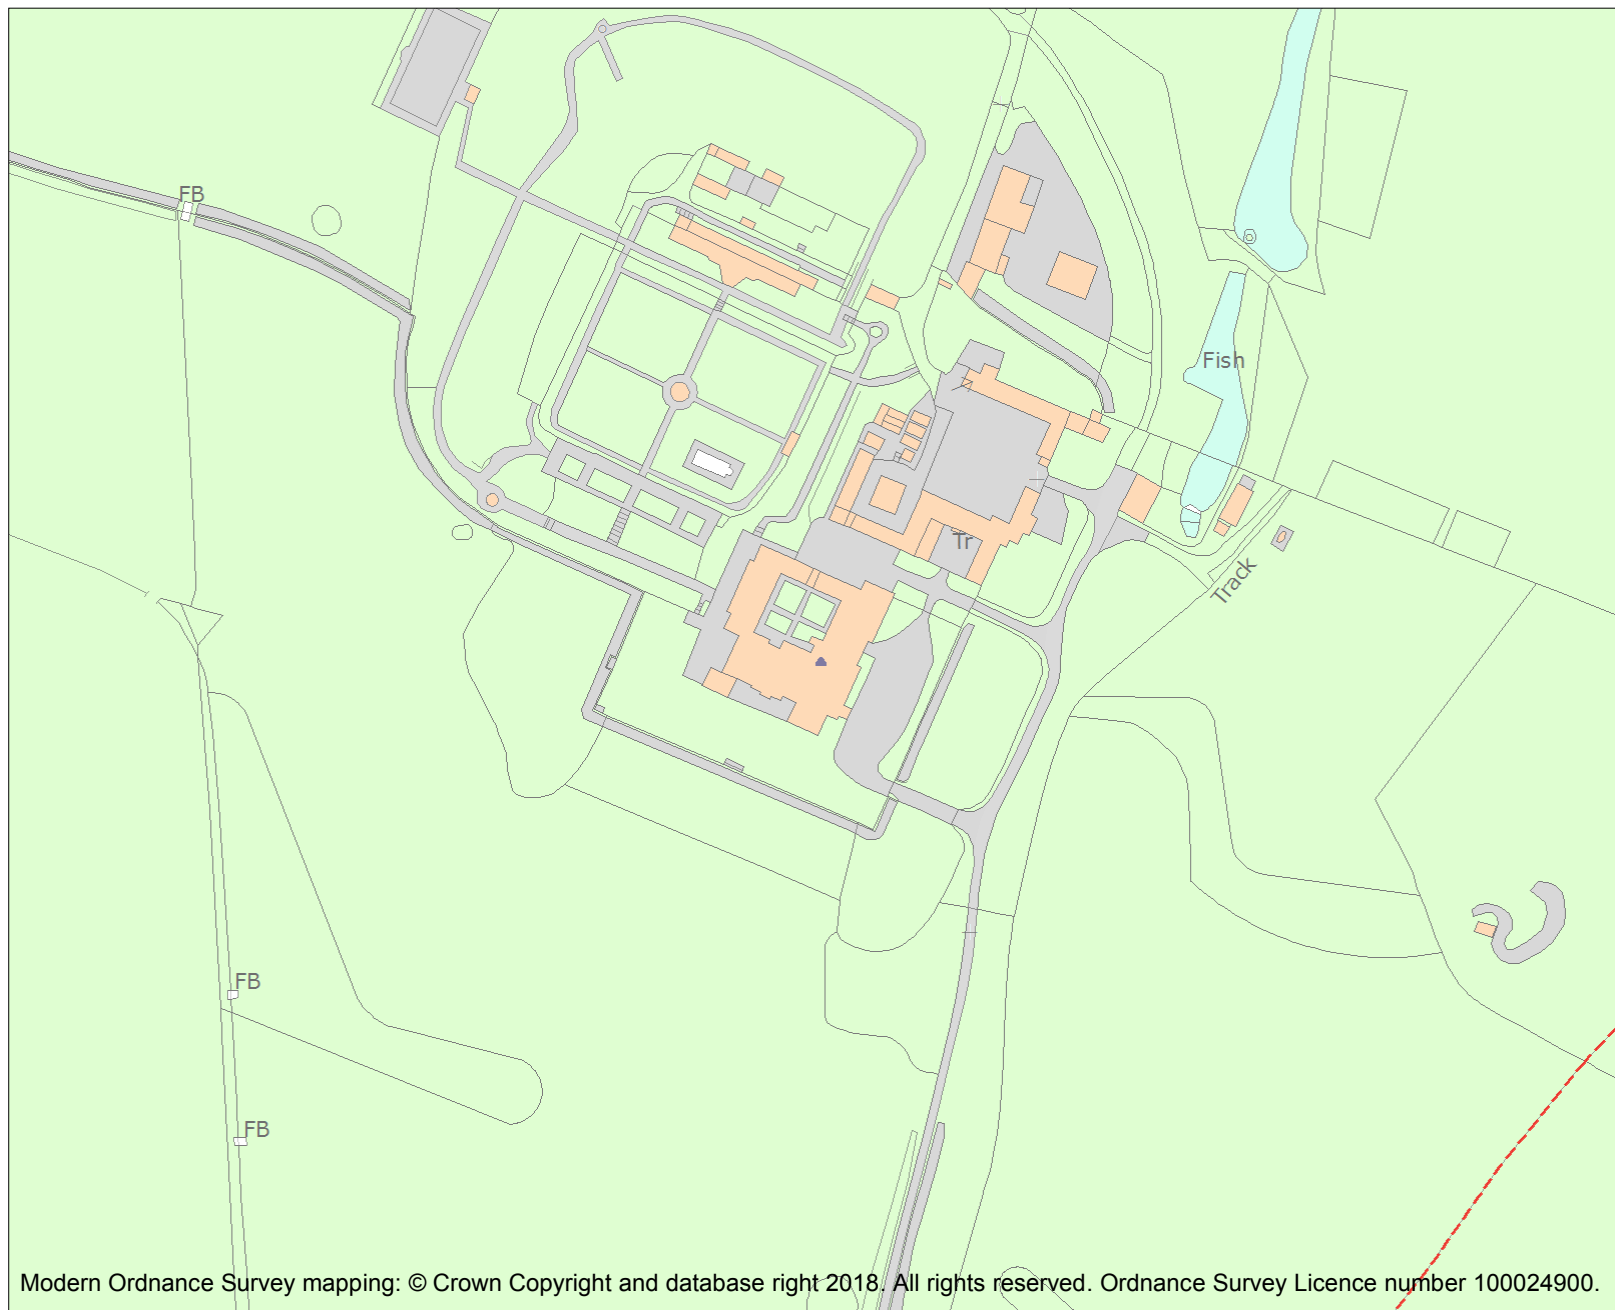 FB
Fish
Tr
Track
FB
FB
Modern Ordnance Survey mapping: © Crown Copyright and database right 2018. All rights reserved. Ordnance Survey Licence number 100024900.